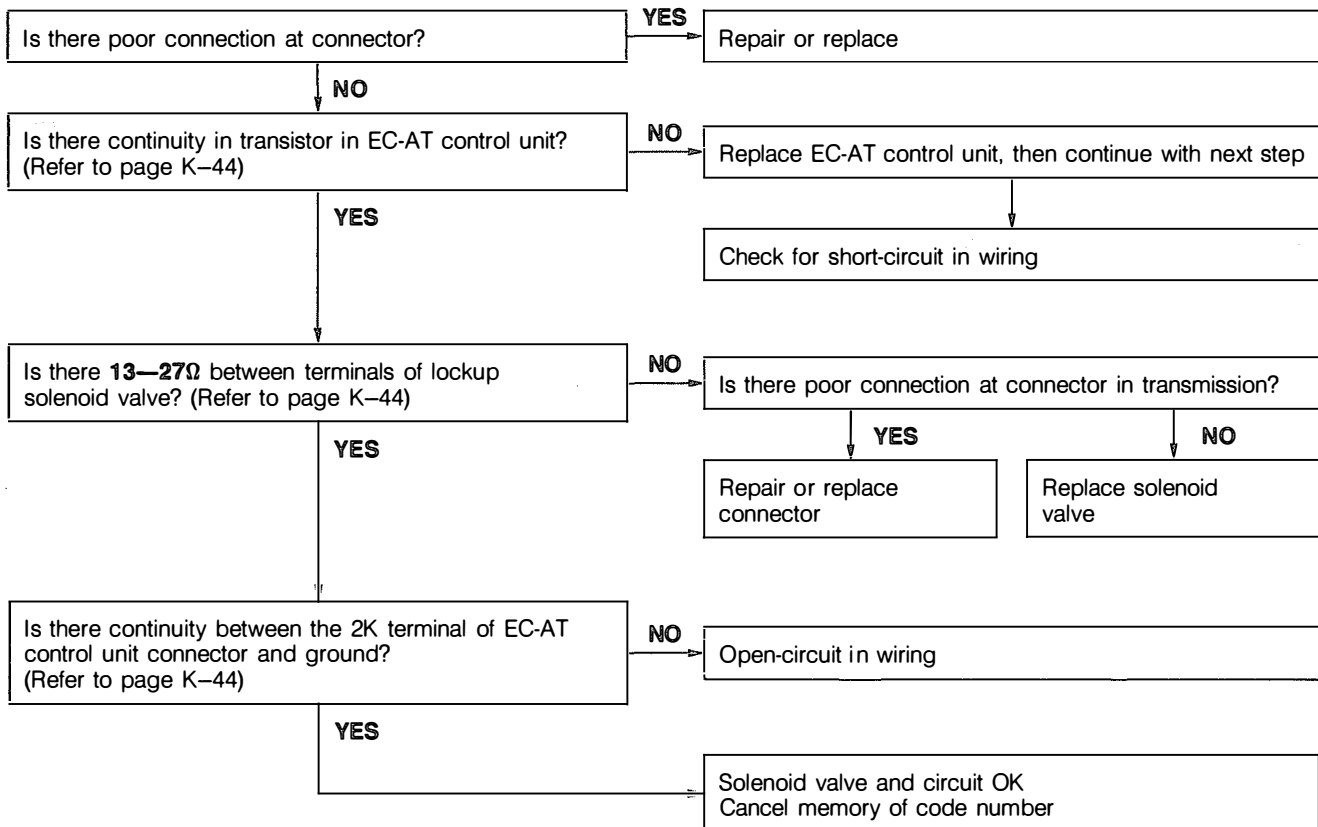 Is there poor connection at connector?
YES
Repair or replace
NO
Is there continuity in transistor in EC-AT control unit?
(Refer to page K–44)
NO
Replace EC-AT control unit, then continue with next step
YES
Check for short-circuit in wiring
Is there 13—27Ω between terminals of lockup
solenoid valve? (Refer to page K–44)
NO
Is there poor connection at connector in transmission?
YES
NO
YES
Repair or replace
connector
Replace solenoid
valve
Is there continuity between the 2K terminal of EC-AT
control unit connector and ground?
(Refer to page K–44)
NO
Open-circuit in wiring
YES
Solenoid valve and circuit OK
Cancel memory of code number